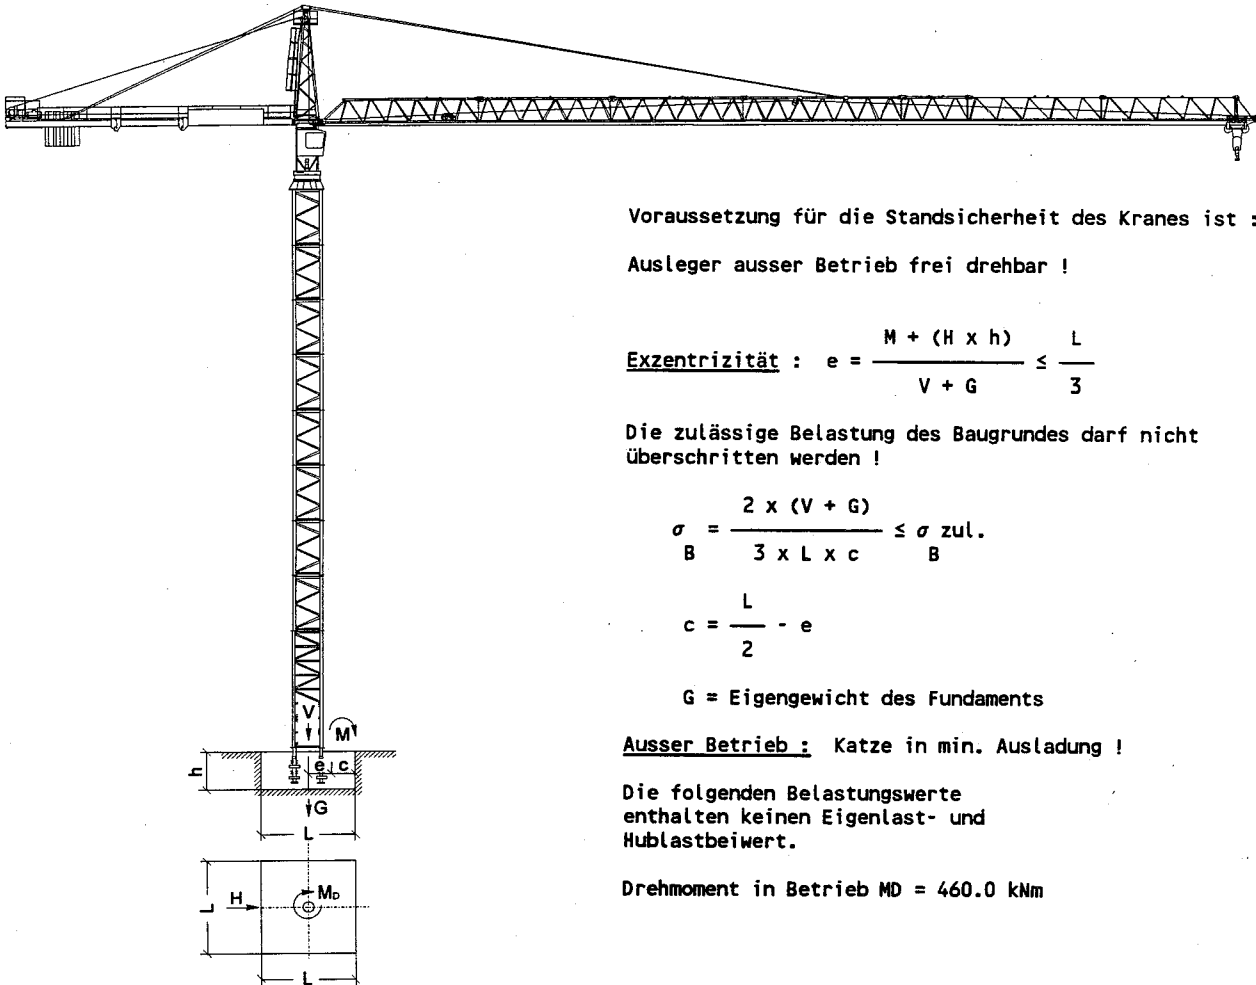 Voraussetzung für die Standsicherheit des Kranes ist :
Ausleger ausser Betrieb frei drehbar !
Exzentrizität : e = M + (H x h) / V + G ≤ L / 3
Die zulässige Belastung des Baugrundes darf nicht
überschritten werden !
σ B = 2 x (V + G) / 3 x L x c ≤ σ B zul.
c = L / 2 - e
G = Eigengewicht des Fundaments
Ausser Betrieb : Katze in min. Ausladung !
Die folgenden Belastungswerte
enthalten keinen Eigenlast- und
Hublastbeiwert.
Drehmoment in Betrieb MD = 460.0 kNm
V
M
h
e c
G
L
H
MD
L
L